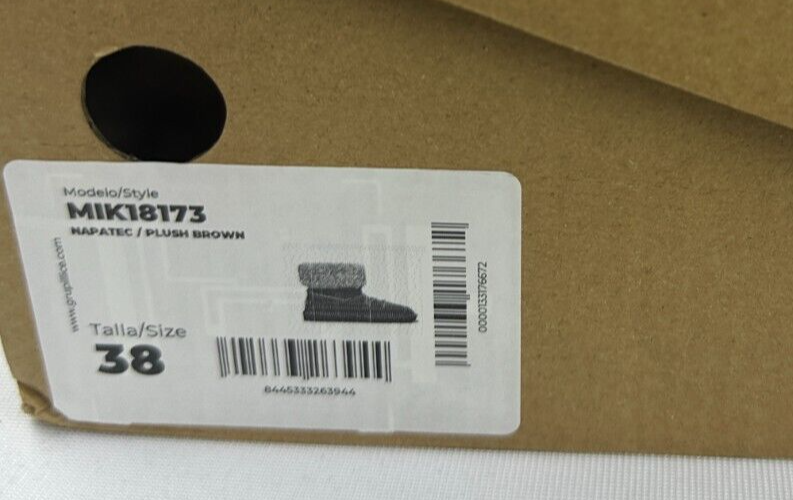 Modelo/Style
MIK18173
NAPATEC / PLUSH BROWN
Talla/Size
38
8445333263944
0000133176672